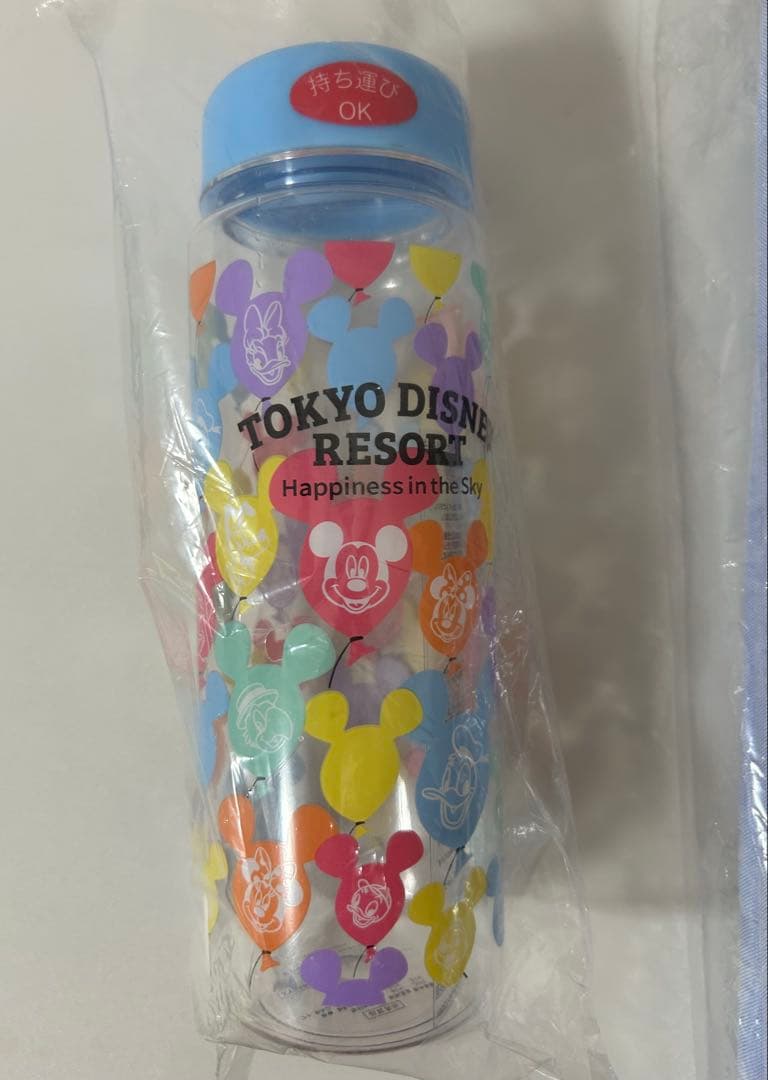 持ち運び
OK
TOKYO DISNE
RESORT
Happiness in the Sky